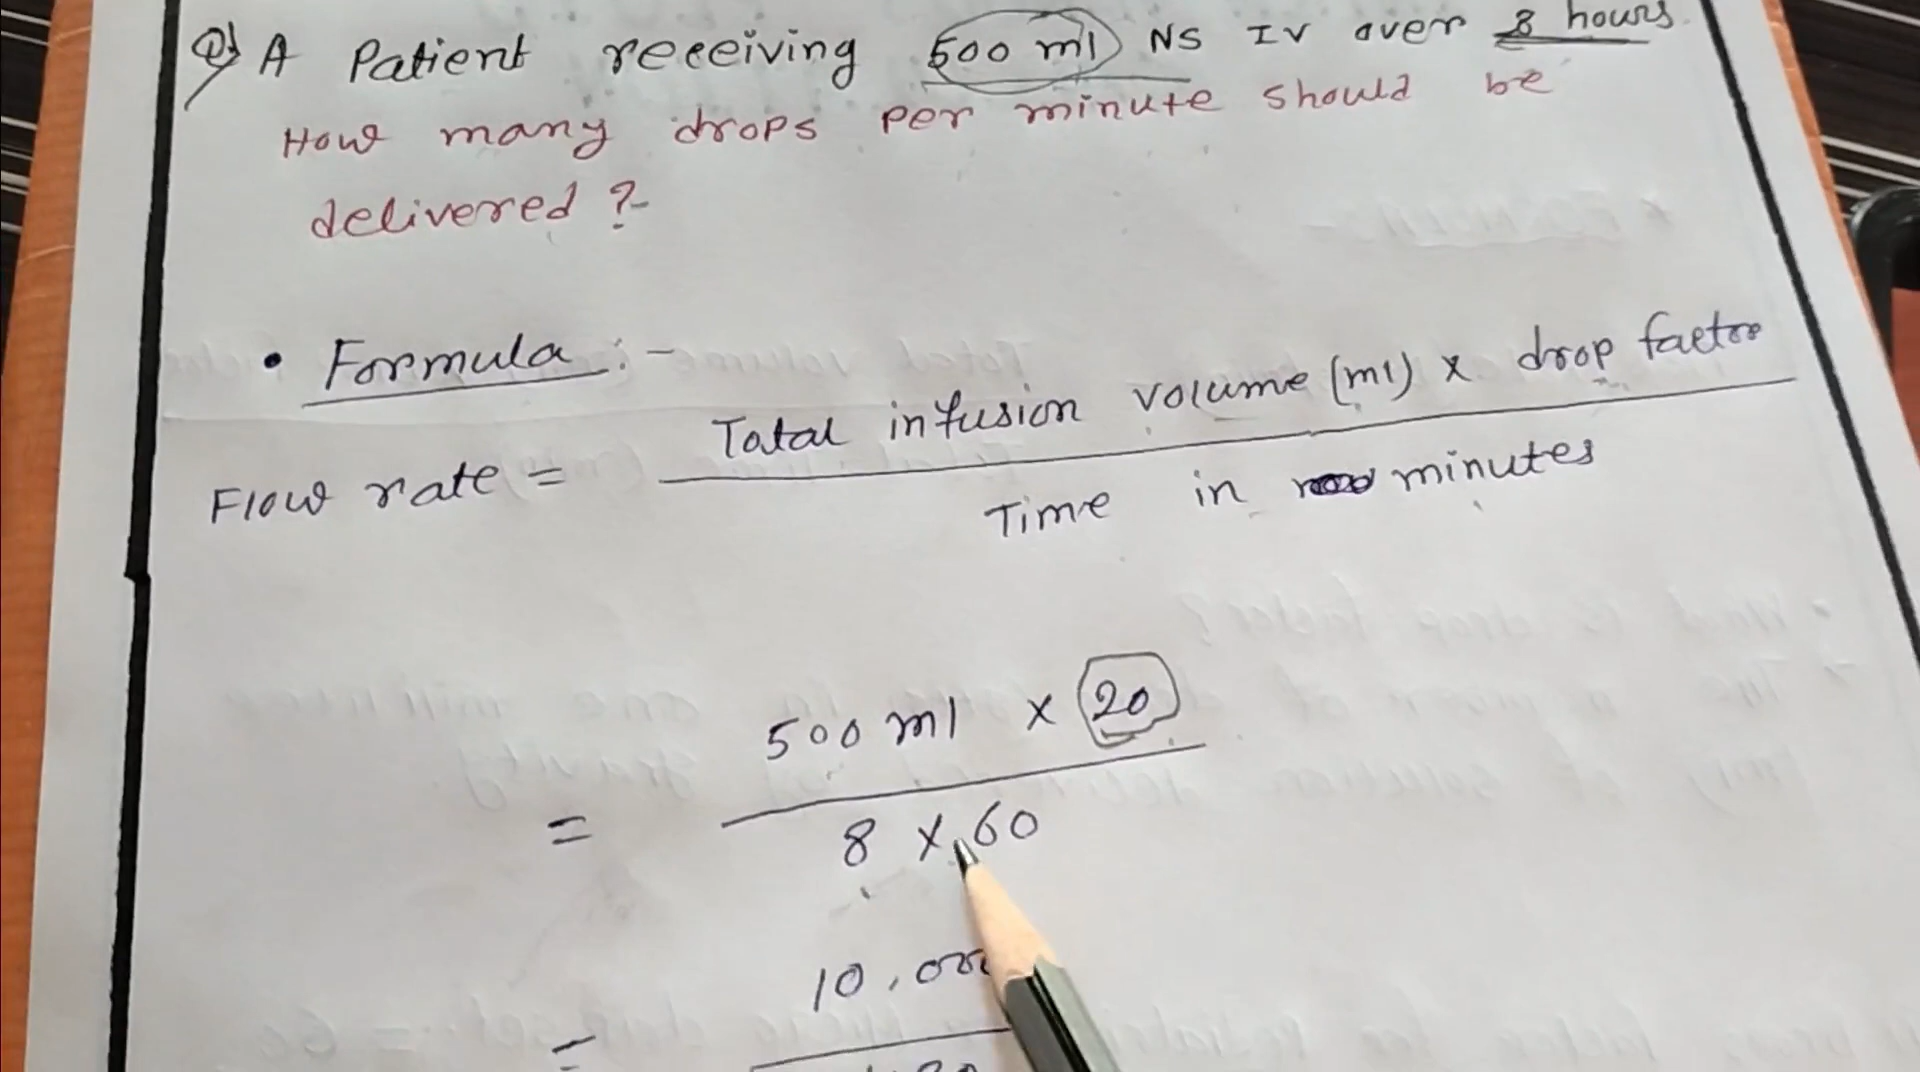 Q) A Patient receiving 500 ml NS IV over 8 hours.
How many drops per minute should be
delivered ?
• Formula :-
Flow rate = Total infusion volume (ml) x drop factor
Time in minutes
= 500 ml x 20
8 x 60
10,00
=